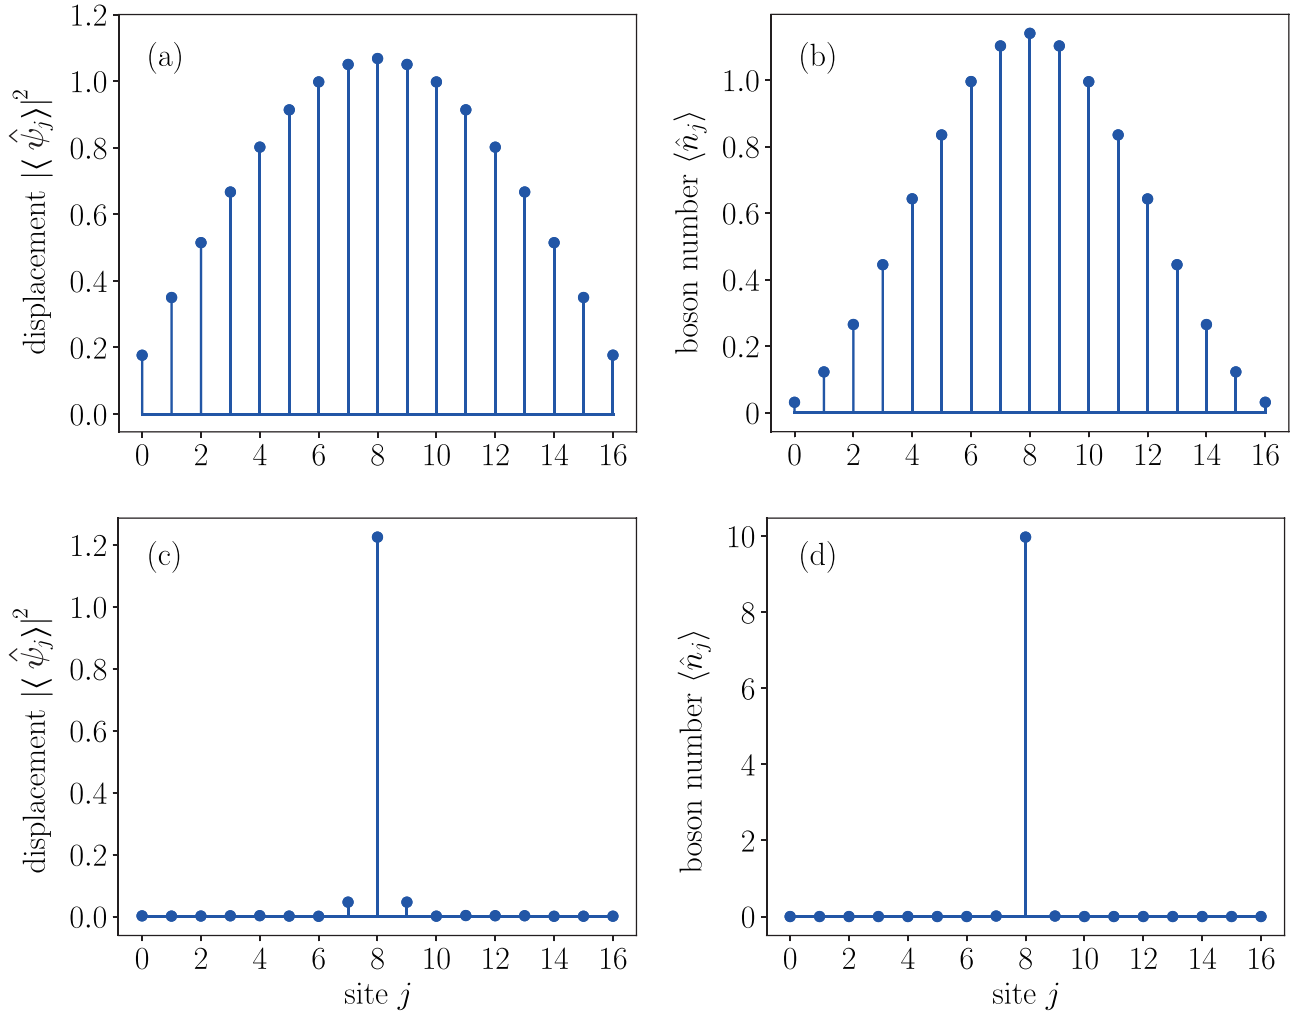 (a)
displacement |⟨ψ̂_j⟩|²
1.2
1.0
0.8
0.6
0.4
0.2
0.0
0 2 4 6 8 10 12 14 16
(b)
boson number ⟨n̂_j⟩
1.0
0.8
0.6
0.4
0.2
0
0 2 4 6 8 10 12 14 16
(c)
displacement |⟨ψ̂_j⟩|²
1.2
1.0
0.8
0.6
0.4
0.2
0.0
0 2 4 6 8 10 12 14 16
site j
(d)
boson number ⟨n̂_j⟩
10
8
6
4
2
0
0 2 4 6 8 10 12 14 16
site j